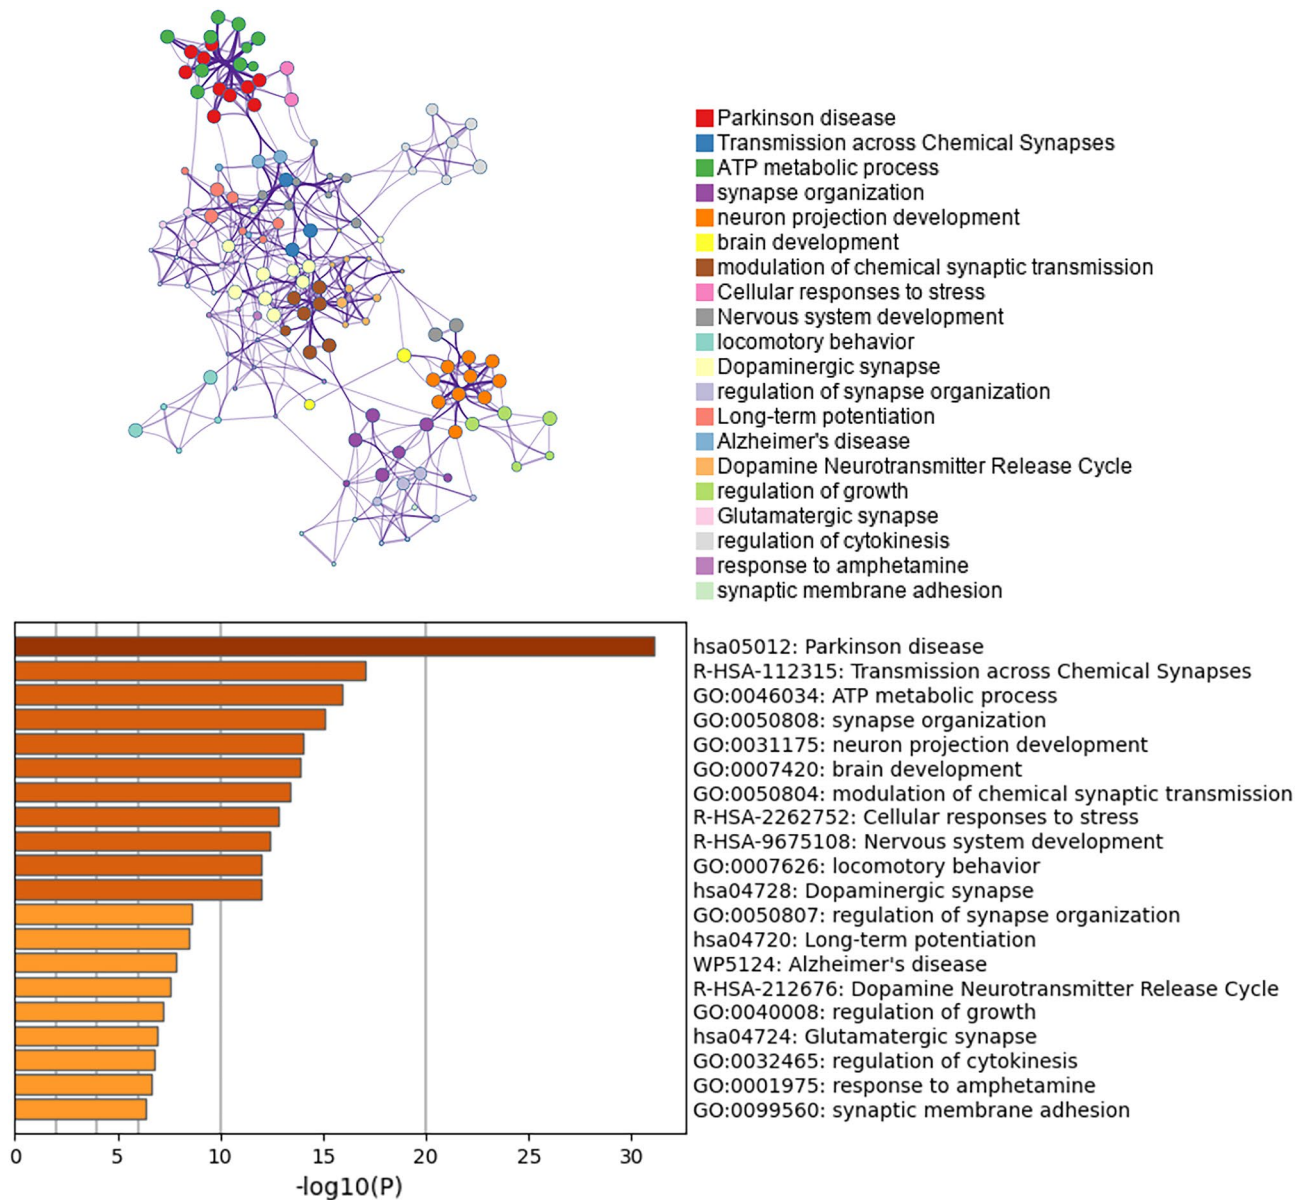 Parkinson disease
Transmission across Chemical Synapses
ATP metabolic process
synapse organization
neuron projection development
brain development
modulation of chemical synaptic transmission
Cellular responses to stress
Nervous system development
locomotory behavior
Dopaminergic synapse
regulation of synapse organization
Long-term potentiation
Alzheimer's disease
Dopamine Neurotransmitter Release Cycle
regulation of growth
Glutamatergic synapse
regulation of cytokinesis
response to amphetamine
synaptic membrane adhesion
hsa05012: Parkinson disease
R-HSA-112315: Transmission across Chemical Synapses
GO:0046034: ATP metabolic process
GO:0050808: synapse organization
GO:0031175: neuron projection development
GO:0007420: brain development
GO:0050804: modulation of chemical synaptic transmission
R-HSA-2262752: Cellular responses to stress
R-HSA-9675108: Nervous system development
GO:0007626: locomotory behavior
hsa04728: Dopaminergic synapse
GO:0050807: regulation of synapse organization
hsa04720: Long-term potentiation
WP5124: Alzheimer's disease
R-HSA-212676: Dopamine Neurotransmitter Release Cycle
GO:0040008: regulation of growth
hsa04724: Glutamatergic synapse
GO:0032465: regulation of cytokinesis
GO:0001975: response to amphetamine
GO:0099560: synaptic membrane adhesion
0 5 10 15 20 25 30
-log10(P)